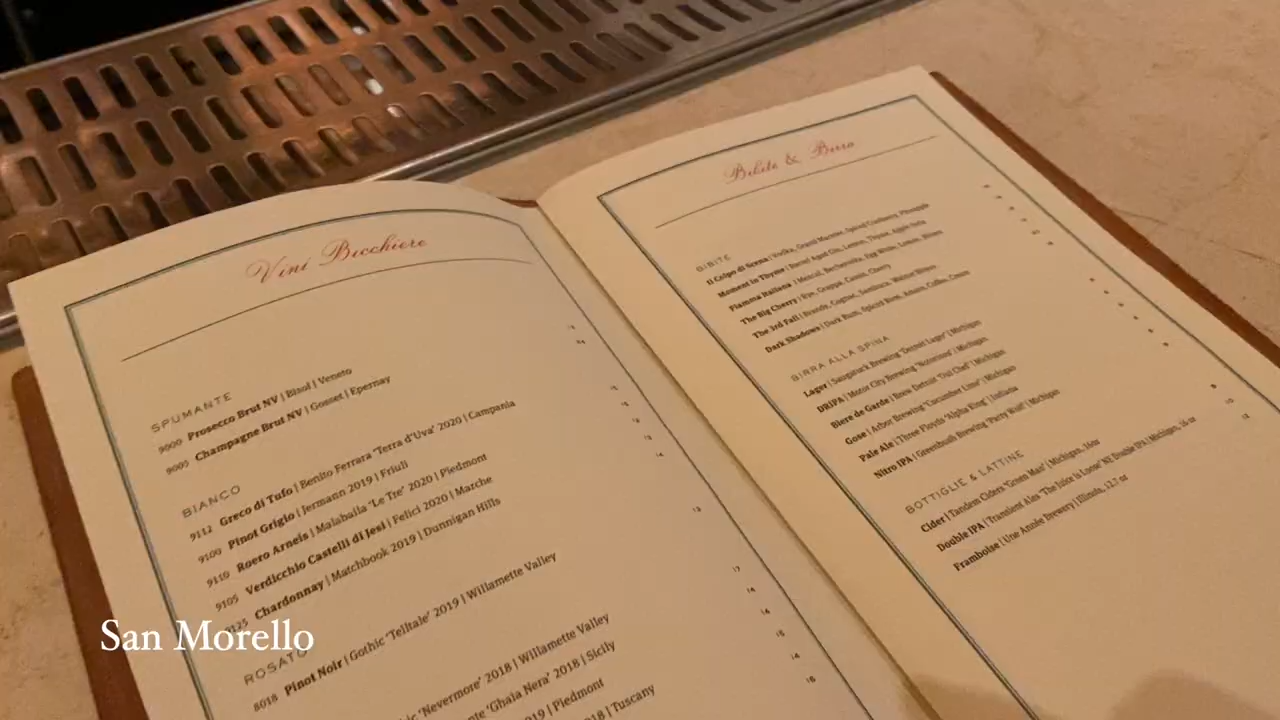 Vini Bicchiere
SPUMANTE
9000 Prosecco Brut NV | Bisol | Veneto
9005 Champagne Brut NV | Gosset | Epernay
BIANCO
9112 Greco di Tufo | Benito Ferrara 'Terra d'Uva' 2020 | Campania
9100 Pinot Grigio | Jermann 2019 | Friuli
9110 Roero Arneis | Malabaila 'Le Tre' 2020 | Piedmont
9105 Verdicchio Castelli di Jesi | Felici 2020 | Marche
9125 Chardonnay | Matchbook 2019 | Dunnigan Hills
ROSATO
8018 Pinot Noir | Gothic 'Telltale' 2019 | Willamette Valley
'Nevermore' 2018 | Willamette Valley
'Ghaia Nera' 2018 | Sicily
| Piedmont
| Tuscany
Bibite & Birra
BIBITE
Il Colpo di Scena | Vodka, Grand Marnier, Spiced Cranberry, Pineapple
Moment in Thyme | Barrel Aged Gin, Lemon, Thyme, Apple Soda
Fiamma Italiana | Mezcal, Barbavilla, Egg White, Lemon, Bitters
The Big Cherry | Rye, Grappa, Cassis, Cherry
The 3rd Fall | Brandy, Cognac, Sambuca, Walnut Bitters
Dark Shadows | Dark Rum, Spiced Rum, Amaro, Coffee, Cream
BIRRA ALLA SPINA
Lager | Saugatuck Brewing 'Detroit Lager' | Michigan
DRIPA | Motor City Brewing 'Notorious' | Michigan
Biere de Garde | Brew Detroit 'Dut Chef' | Michigan
Gose | Arbor Brewing 'Cucumber Lime' | Michigan
Pale Ale | Three Floyds 'Alpha King' | Indiana
Nitro IPA | Greenbush Brewing 'Party Wolf' | Michigan
BOTTIGLIE & LATTINE
Cider | Tandem Ciders 'Green Man' | Michigan, 16oz
Double IPA | Transient Ales 'The Juice is Loose' NE Double IPA | Michigan, 16 oz
Framboise | Une Année Brewery | Illinois, 12.7 oz
San Morello